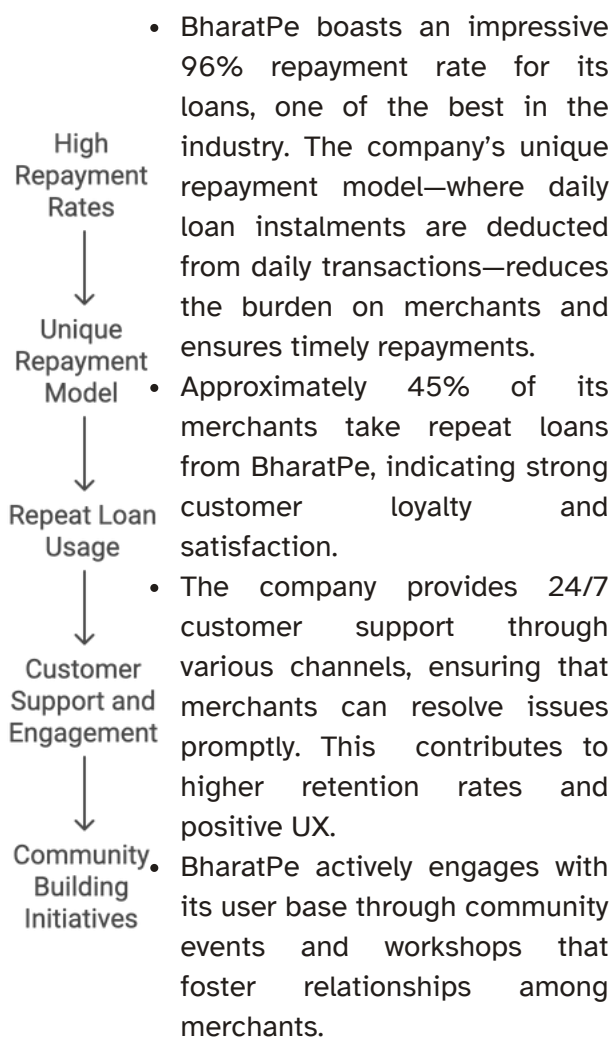 High
Repayment
Rates
Unique
Repayment
Model
Repeat Loan
Usage
Customer
Support and
Engagement
Community
Building
Initiatives
• BharatPe boasts an impressive
96% repayment rate for its
loans, one of the best in the
industry. The company’s unique
repayment model—where daily
loan instalments are deducted
from daily transactions—reduces
the burden on merchants and
ensures timely repayments.
• Approximately 45% of its
merchants take repeat loans
from BharatPe, indicating strong
customer loyalty and
satisfaction.
• The company provides 24/7
customer support through
various channels, ensuring that
merchants can resolve issues
promptly. This contributes to
higher retention rates and
positive UX.
• BharatPe actively engages with
its user base through community
events and workshops that
foster relationships among
merchants.